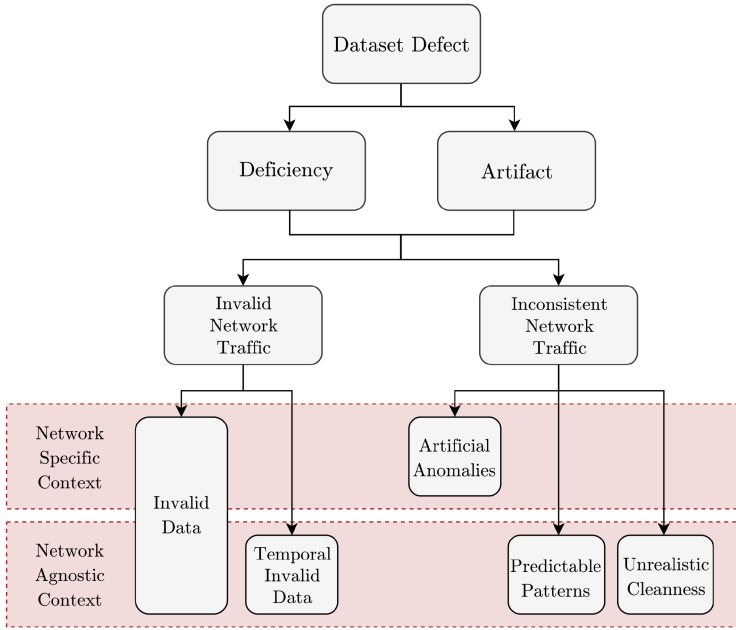 Dataset Defect
Deficiency
Artifact
Invalid
Network
Traffic
Inconsistent
Network
Traffic
Network
Specific
Context
Artificial
Anomalies
Invalid
Data
Network
Agnostic
Context
Temporal
Invalid
Data
Predictable
Patterns
Unrealistic
Cleanness